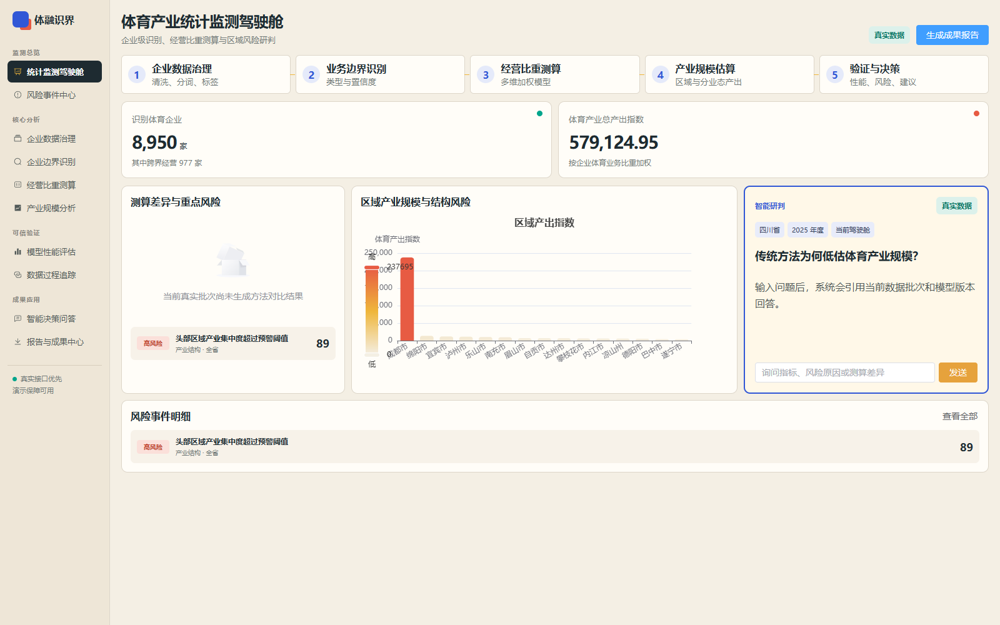 体融识界
监测总览
统计监测驾驶舱
风险事件中心
核心分析
企业数据治理
企业边界识别
经营比重测算
产业规模分析
可信验证
模型性能评估
数据过程追踪
成果应用
智能决策问答
报告与成果中心
真实接口优先
演示保障可用
体育产业统计监测驾驶舱
企业级识别、经营比重测算与区域风险研判
真实数据
生成成果报告
1
企业数据治理
清洗、分词、标签
2
业务边界识别
类型与置信度
3
经营比重测算
多维加权模型
4
产业规模估算
区域与分业态产出
5
验证与决策
性能、风险、建议
识别体育企业
8,950 家
其中跨界经营 977 家
体育产业总产出指数
579,124.95
按企业体育业务比重加权
测算差异与重点风险
当前真实批次尚未生成方法对比结果
高风险
头部区域产业集中度超过预警阈值
产业结构 · 全省
89
区域产业规模与结构风险
区域产出指数
体育产出指数
250,000
高
237695
0
0
低
成都市
绵阳市
宜宾市
泸州市
乐山市
南充市
眉山市
自贡市
达州市
攀枝花市
内江市
凉山州
德阳市
巴中市
遂宁市
智能研判
真实数据
四川省
2025 年度
当前驾驶舱
传统方法为何低估体育产业规模?
输入问题后，系统会引用当前数据批次和模型版本
回答。
询问指标、风险原因或测算差异
发送
风险事件明细
查看全部
高风险
头部区域产业集中度超过预警阈值
产业结构 · 全省
89